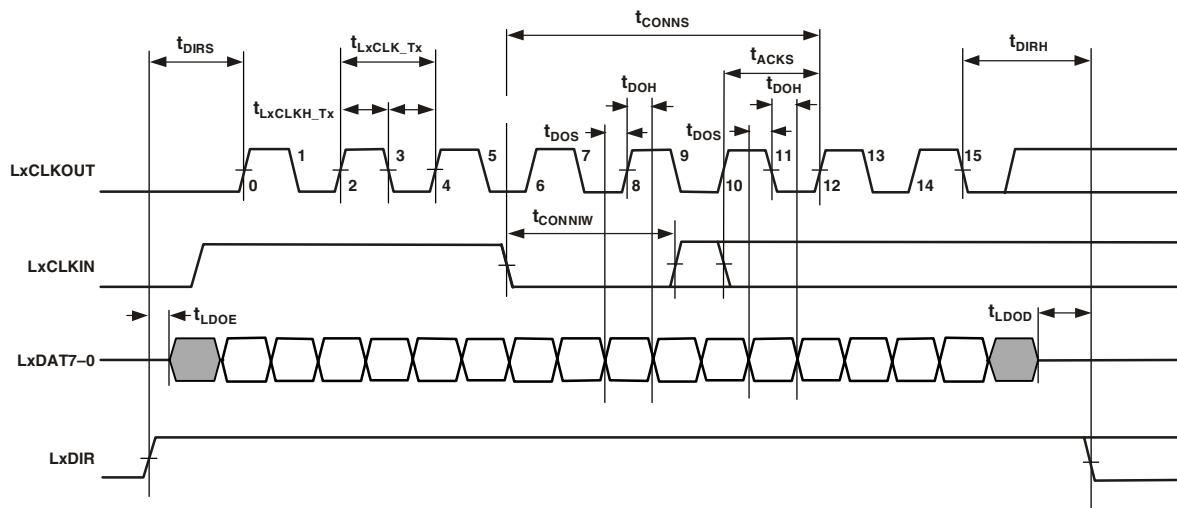 tCONNS
tDIRS
tLxCLK_Tx
tACKS
tDIRH
tLxCLKH_Tx
tDOH
tDOH
tDOS
tDOS
LxCLKOUT
1 3 5 7 9 11 13 15
0 2 4 6 8 10 12 14
tCONNIW
LxCLKIN
tLDOE
tLDOD
LxDAT7–0
LxDIR